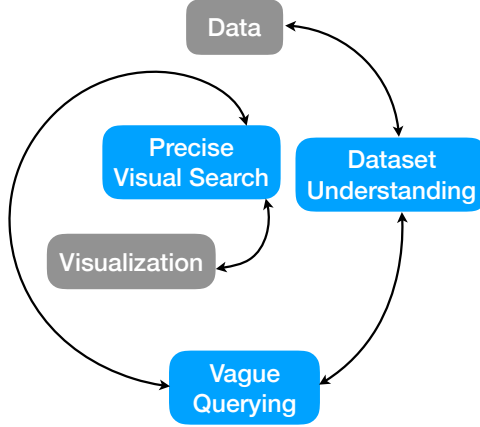 Data
Precise
Visual Search
Dataset
Understanding
Visualization
Vague
Querying